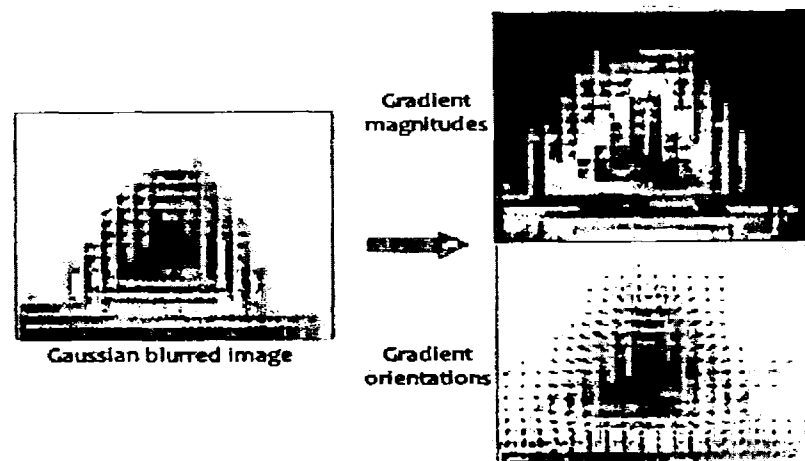 Gradient
magnitudes
Gaussian blurred image
Gradient
orientations